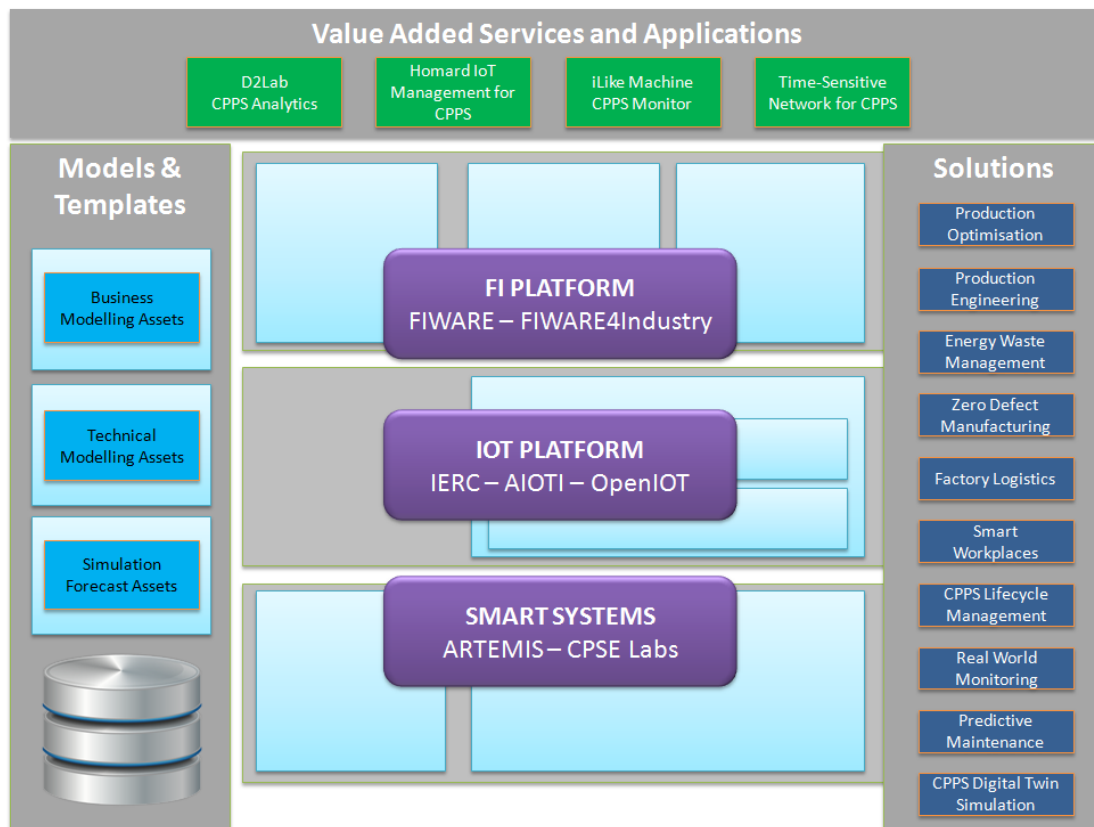 Value Added Services and Applications
D2Lab
CPPS Analytics
Homard IoT
Management for
CPPS
iLike Machine
CPPS Monitor
Time-Sensitive
Network for CPPS
Models &
Templates
Business
Modelling Assets
Technical
Modelling Assets
Simulation
Forecast Assets
FI PLATFORM
FIWARE – FIWARE4Industry
IOT PLATFORM
IERC – AIOTI – OpenIOT
SMART SYSTEMS
ARTEMIS – CPSE Labs
Solutions
Production
Optimisation
Production
Engineering
Energy Waste
Management
Zero Defect
Manufacturing
Factory Logistics
Smart
Workplaces
CPPS Lifecycle
Management
Real World
Monitoring
Predictive
Maintenance
CPPS Digital Twin
Simulation